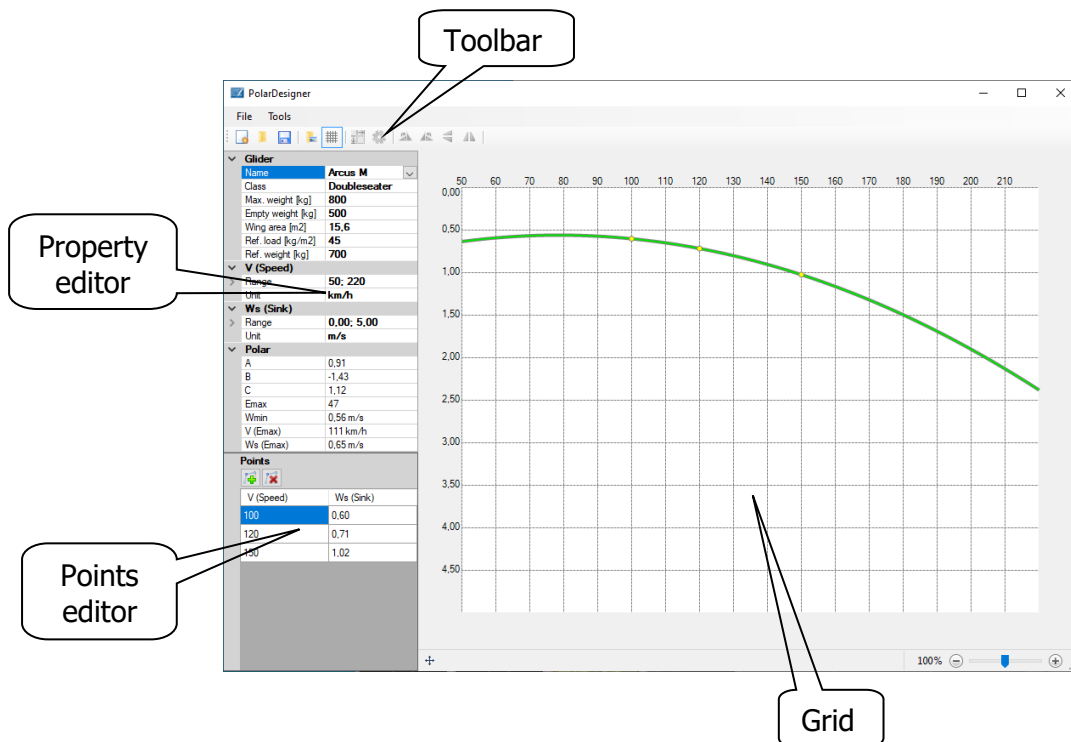 Toolbar
PolarDesigner
File Tools
Glider
Name Arcus M
Class Doubleseater
Max. weight [kg] 800
Empty weight [kg] 500
Wing area [m2] 15,6
Ref. load [kg/m2] 45
Ref. weight [kg] 700
V (Speed)
Range 50; 220
Unit km/h
Ws (Sink)
Range 0,00; 5,00
Unit m/s
Polar
A 0,91
B -1,43
C 1,12
Emax 47
Wmin 0,56 m/s
V (Emax) 111 km/h
Ws (Emax) 0,65 m/s
Property
editor
Points
V (Speed) Ws (Sink)
100 0,60
120 0,71
150 1,02
Points
editor
50 60 70 80 90 100 110 120 130 140 150 160 170 180 190 200 210
0,00
0,50
1,00
1,50
2,00
2,50
3,00
3,50
4,00
4,50
100%
Grid